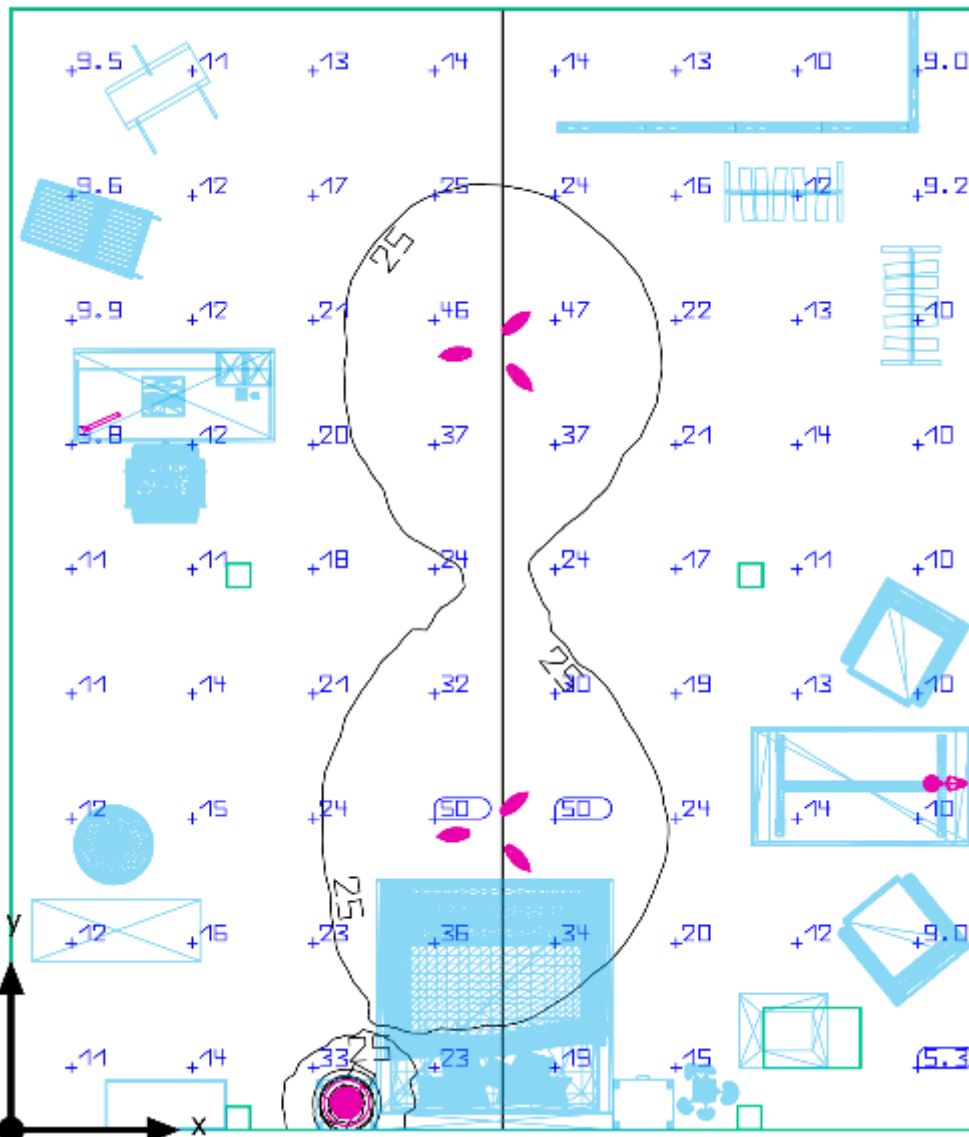 9.5 11 13 14 14 13 10 9.0
9.6 12 17 25 24 16 12 9.2
25
9.9 12 21 46 47 22 13 10
9.8 12 20 37 37 21 14 10
11 11 18 24 24 17 11 10
25
11 14 21 32 30 19 13 10
12 15 24 50 50 24 14 10
25
y
12 16 23 36 34 20 12 9.0
25
11 14 33 23 19 15 5.3
x